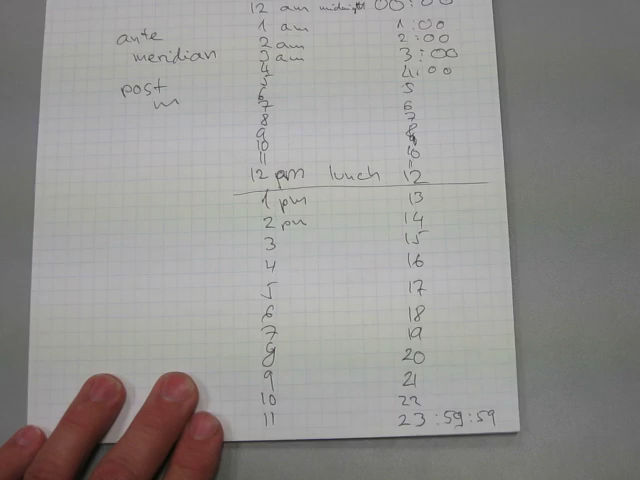 12 am midnight 00:00
1 am 1:00
ante 2 am 2:00
meridian 3 am 3:00
4 4:00
post 5 5
m 6 6
7 7
8 8
9 9
10 10
11 11
12 pm lunch 12
1 pm 13
2 pm 14
3 15
4 16
5 17
6 18
7 19
8 20
9 21
10 22
11 23:59:59